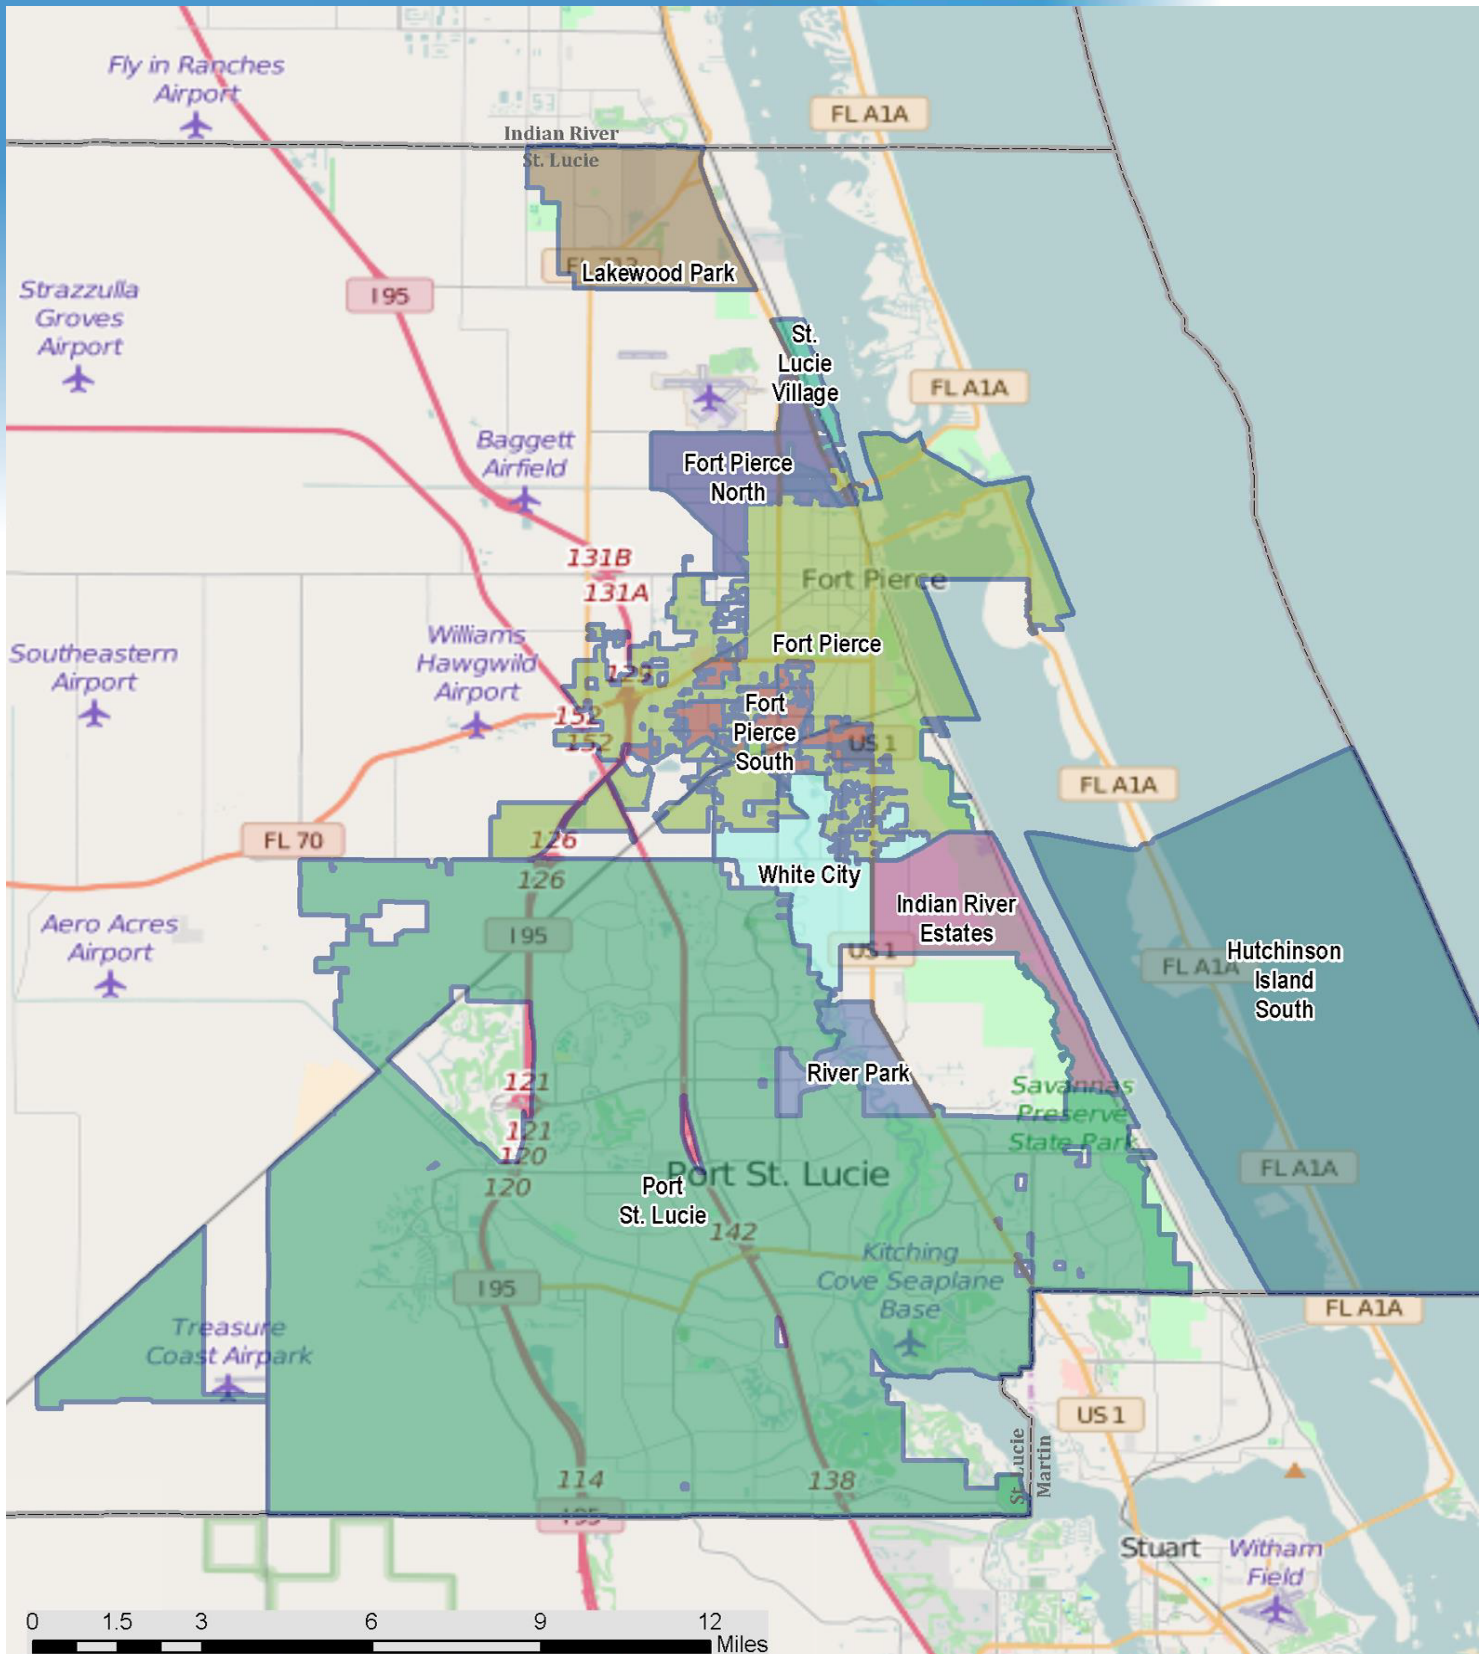 Fly in Ranches
Airport
FL A1A
53
Indian River
St. Lucie
Lakewood Park
I 95
Strazzulla
Groves
Airport
St.
Lucie
Village
FL A1A
Baggett
Airfield
Fort Pierce
North
131B
131A
Fort Pierce
Southeastern
Airport
Williams
Hawgwild
Airport
Fort Pierce
129
152
152
Fort
Pierce
South
US 1
FL A1A
FL 70
126
126
White City
Indian River
Estates
Aero Acres
Airport
I 95
US 1
FL A1A
Hutchinson
Island
South
River Park
121
121
120
120
Savannas
Preserve
State Park
Port St. Lucie
Port
St. Lucie
FL A1A
142
Kitching
Cove Seaplane
Base
I 95
FL A1A
Treasure
Coast Airpark
US 1
St. Lucie
Martin
114
138
I 95
Stuart
Witham
Field
0 1.5 3 6 9 12
Miles